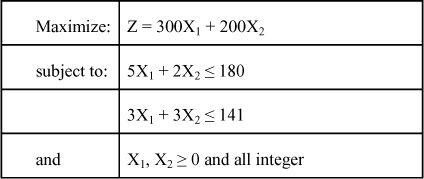 Maximize: Z = 300X₁ + 200X₂
subject to: 5X₁ + 2X₂ ≤ 180
3X₁ + 3X₂ ≤ 141
and X₁, X₂ ≥ 0 and all integer